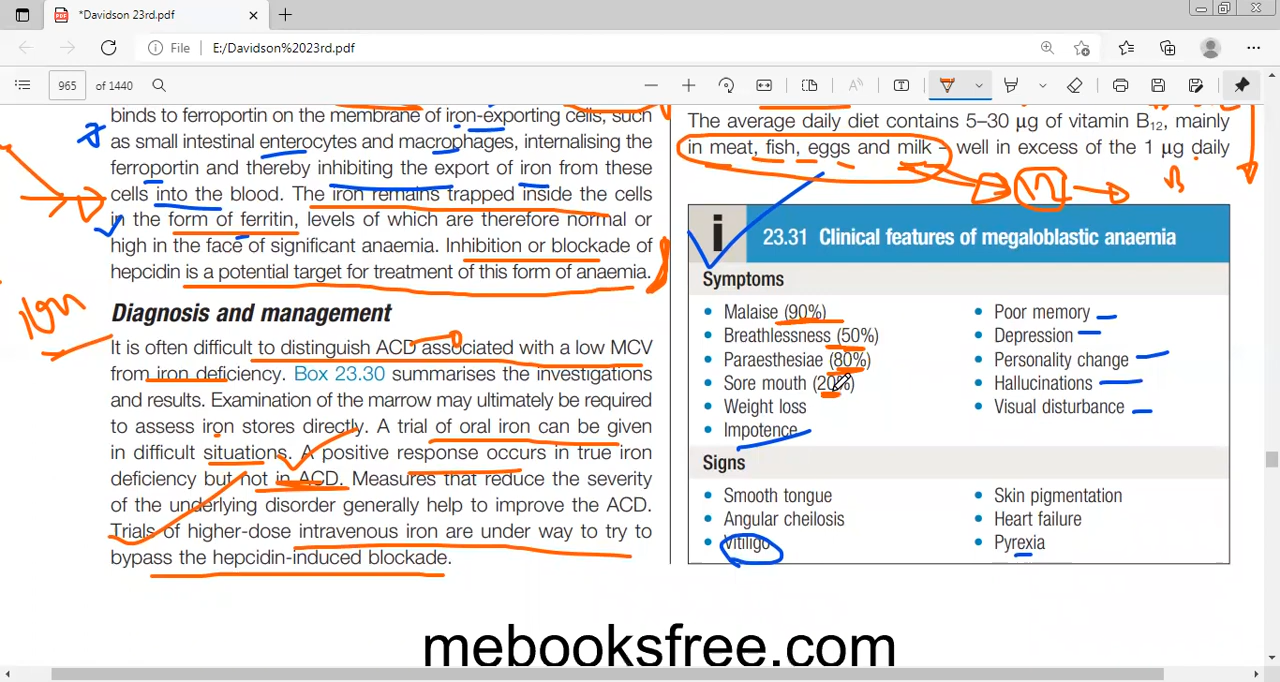 *Davidson 23rd.pdf
File E:/Davidson%2023rd.pdf
965 of 1440
binds to ferroportin on the membrane of iron-exporting cells, such
as small intestinal enterocytes and macrophages, internalising the
ferroportin and thereby inhibiting the export of iron from these
cells into the blood. The iron remains trapped inside the cells
in the form of ferritin, levels of which are therefore normal or
high in the face of significant anaemia. Inhibition or blockade of
hepcidin is a potential target for treatment of this form of anaemia.
Diagnosis and management
It is often difficult to distinguish ACD associated with a low MCV
from iron deficiency. Box 23.30 summarises the investigations
and results. Examination of the marrow may ultimately be required
to assess iron stores directly. A trial of oral iron can be given
in difficult situations. A positive response occurs in true iron
deficiency but not in ACD. Measures that reduce the severity
of the underlying disorder generally help to improve the ACD.
Trials of higher-dose intravenous iron are under way to try to
bypass the hepcidin-induced blockade.
The average daily diet contains 5–30 μg of vitamin B12, mainly
in meat, fish, eggs and milk – well in excess of the 1 μg daily
i 23.31 Clinical features of megaloblastic anaemia
Symptoms
• Malaise (90%)
• Breathlessness (50%)
• Paraesthesiae (80%)
• Sore mouth (20%)
• Weight loss
• Impotence
• Poor memory
• Depression
• Personality change
• Hallucinations
• Visual disturbance
Signs
• Smooth tongue
• Angular cheilosis
• Vitiligo
• Skin pigmentation
• Heart failure
• Pyrexia
mebooksfree.com